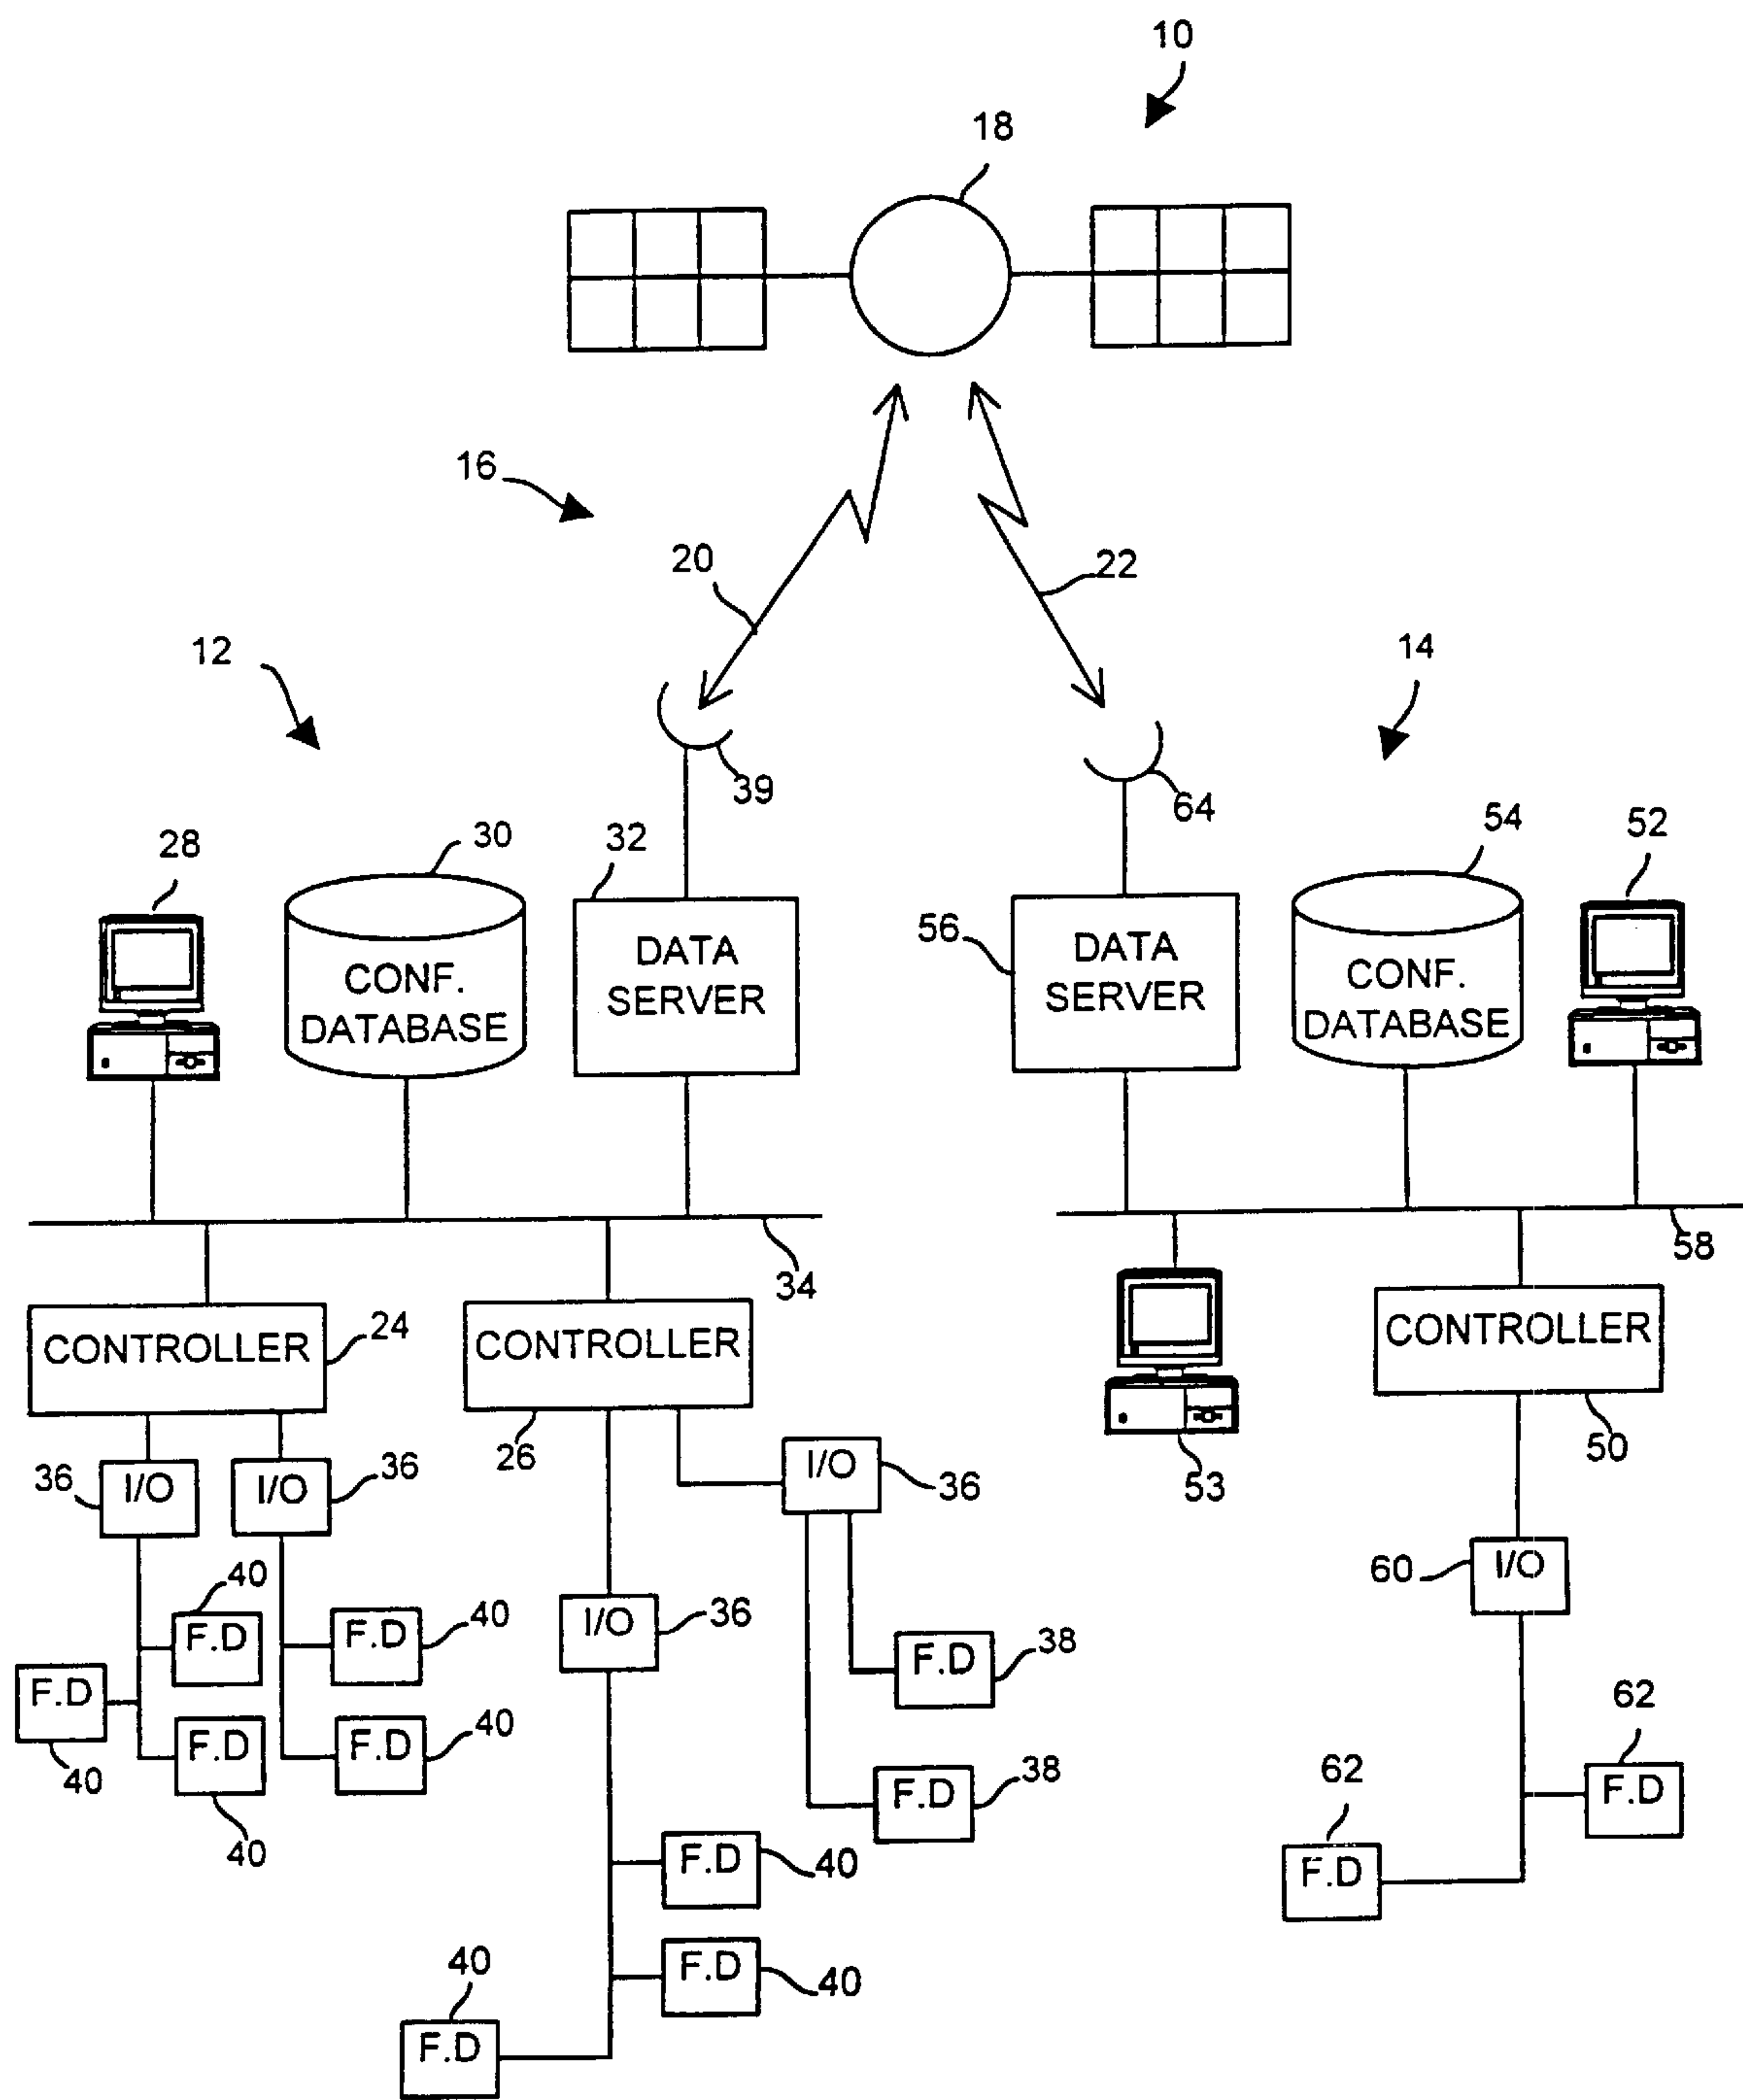 10
18
16
20
22
12
14
39
64
28
30
32
54
52
56
DATA
SERVER
DATA
SERVER
CONF.
DATABASE
CONF.
DATABASE
34
58
CONTROLLER
24
CONTROLLER
26
CONTROLLER
50
53
36
I/O
I/O
36
I/O
36
I/O
60
I/O
36
40
F.D
F.D
40
F.D
38
F.D
40
F.D
40
F.D
40
40
F.D
38
62
F.D
62
F.D
F.D
40
F.D
40
40
F.D